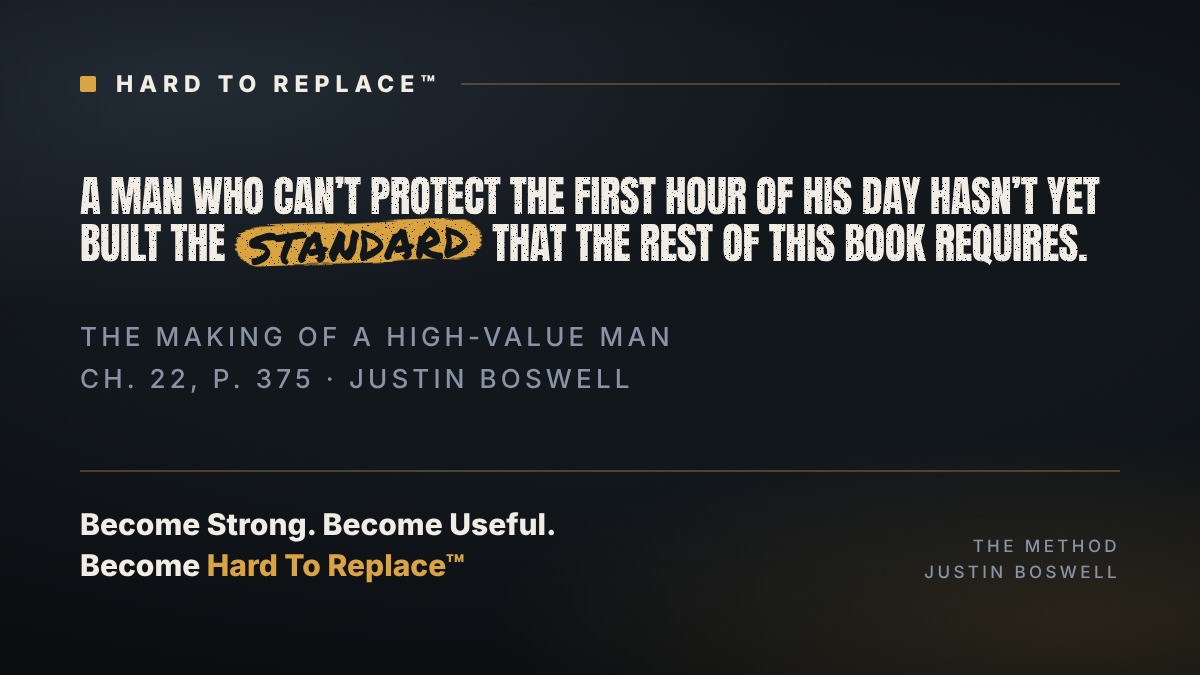 HARD TO REPLACE™
A MAN WHO CAN’T PROTECT THE FIRST HOUR OF HIS DAY HASN’T YET
BUILT THE STANDARD THAT THE REST OF THIS BOOK REQUIRES.
THE MAKING OF A HIGH-VALUE MAN
CH. 22, P. 375 · JUSTIN BOSWELL
Become Strong. Become Useful.
Become Hard To Replace™
THE METHOD
JUSTIN BOSWELL